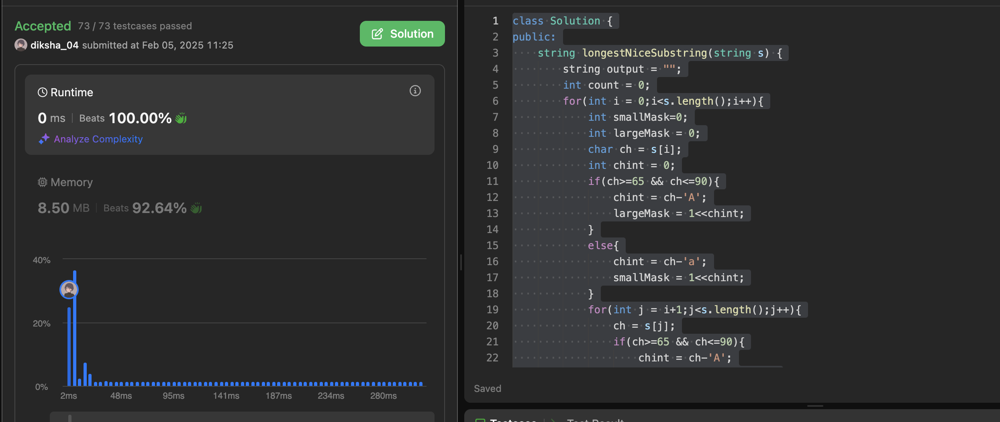 Accepted 73 / 73 testcases passed
diksha_04 submitted at Feb 05, 2025 11:25
Solution
Runtime
0 ms | Beats 100.00%
Analyze Complexity
Memory
8.50 MB | Beats 92.64%
40%
20%
0%
2ms 48ms 95ms 141ms 187ms 234ms 280ms
1 class Solution {
2 public:
3     string longestNiceSubstring(string s) {
4         string output = "";
5         int count = 0;
6         for(int i = 0;i<s.length();i++){
7             int smallMask=0;
8             int largeMask = 0;
9             char ch = s[i];
10             int chint = 0;
11             if(ch>=65 && ch<=90){
12                 chint = ch-'A';
13                 largeMask = 1<<chint;
14             }
15             else{
16                 chint = ch-'a';
17                 smallMask = 1<<chint;
18             }
19             for(int j = i+1;j<s.length();j++){
20                 ch = s[j];
21                 if(ch>=65 && ch<=90){
22                     chint = ch-'A';
Saved
Testcase | Test Result